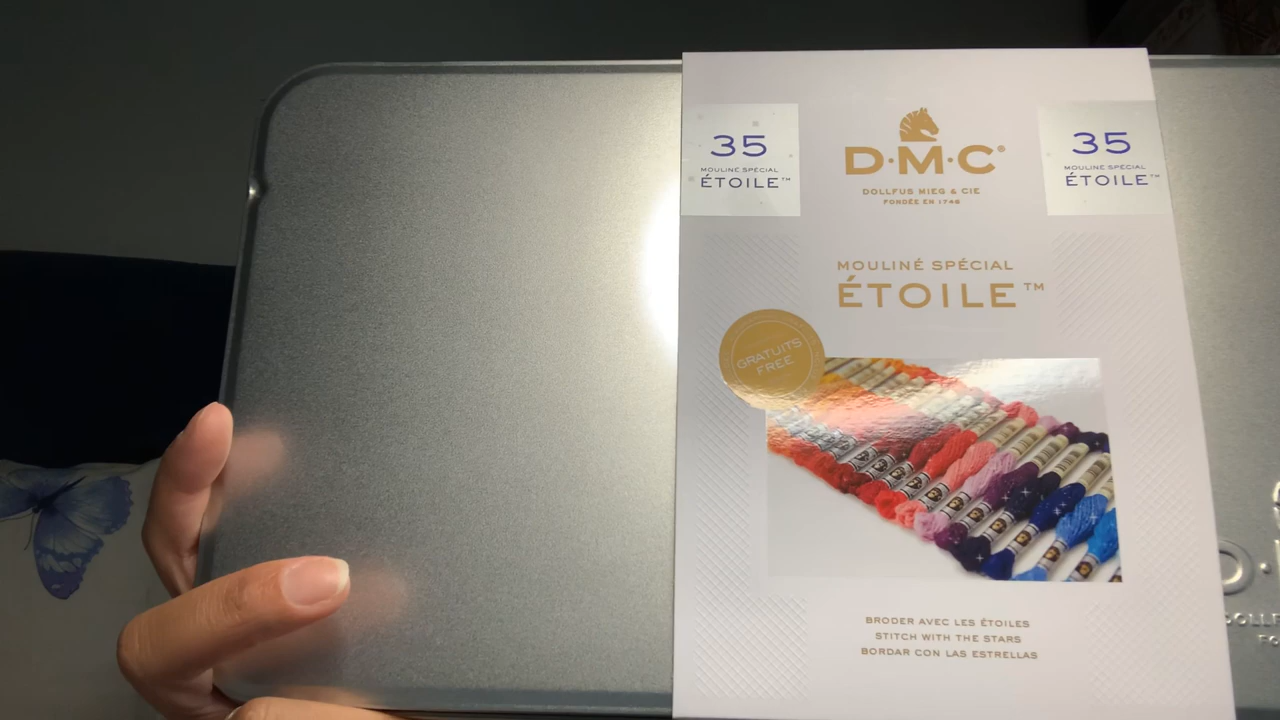 35
MOULINÉ SPÉCIAL
ÉTOILE™
D·M·C®
DOLLFUS MIEG & CIE
FONDÉE EN 1746
35
MOULINÉ SPÉCIAL
ÉTOILE™
MOULINÉ SPÉCIAL
ÉTOILE™
GRATUITS
FREE
BRODER AVEC LES ÉTOILES
STITCH WITH THE STARS
BORDAR CON LAS ESTRELLAS